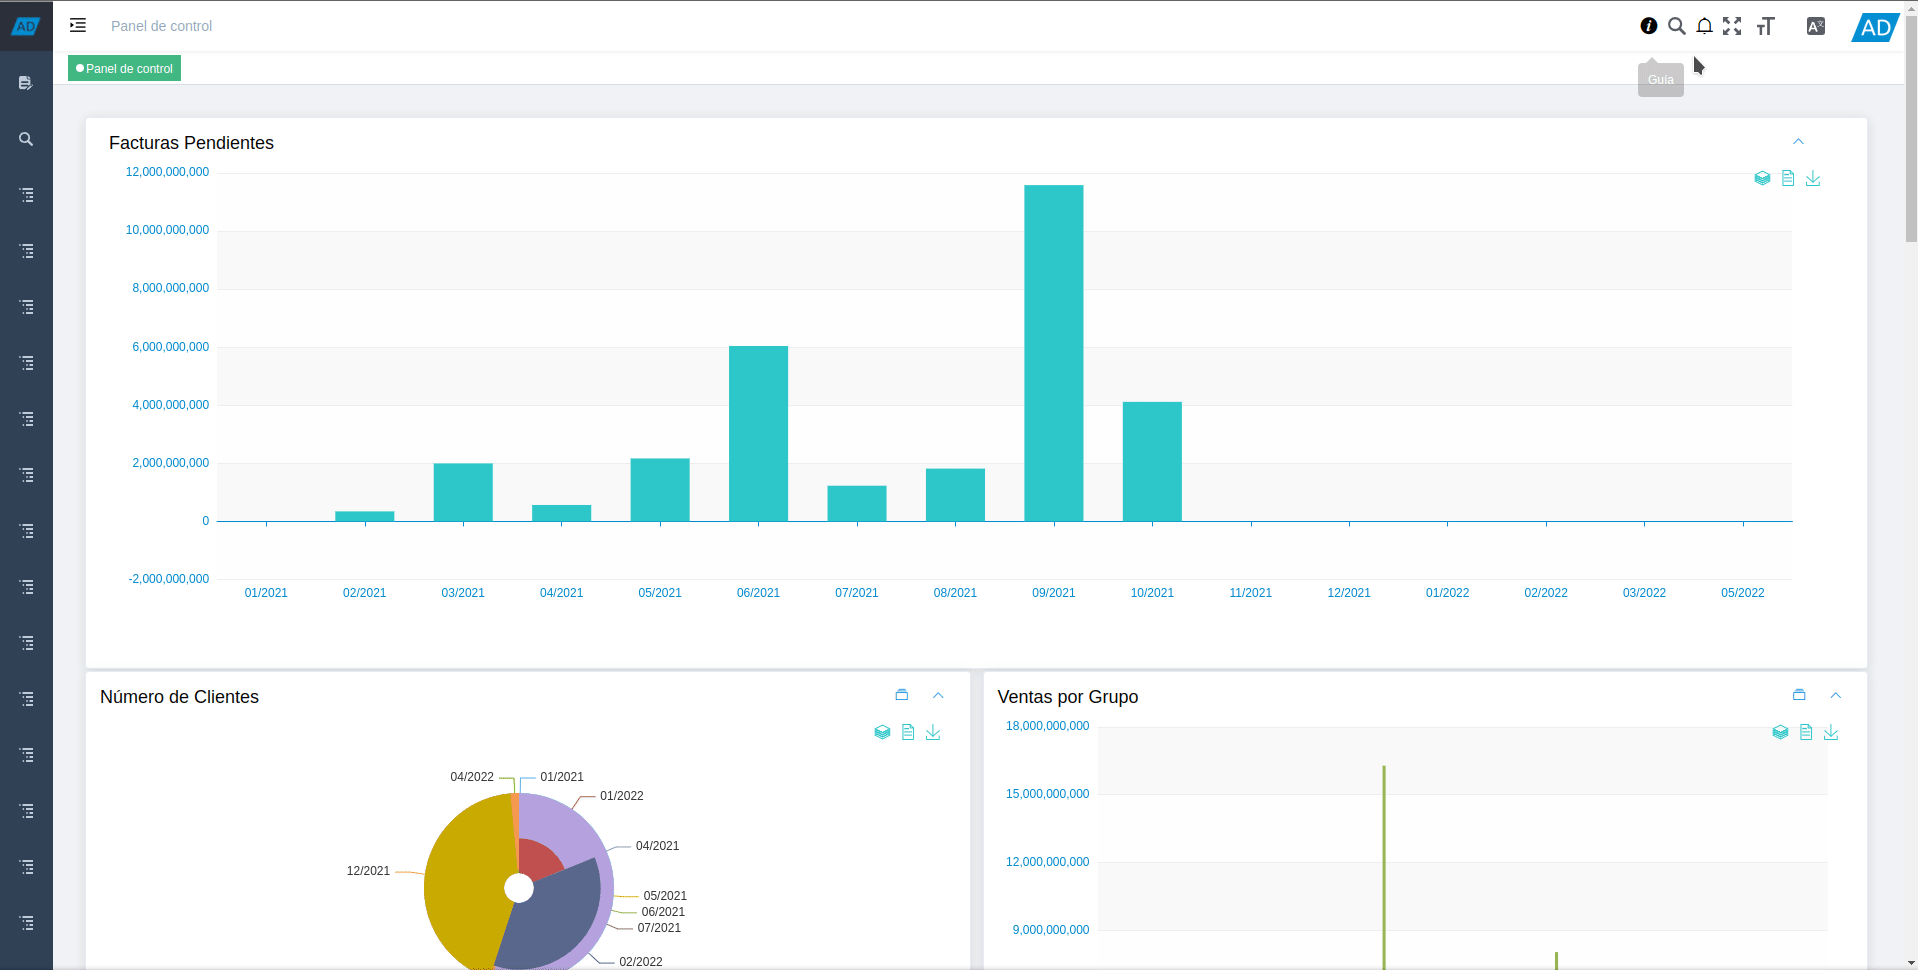 AD
Panel de control
AD
Panel de control
Guía
Facturas Pendientes
12,000,000,000
10,000,000,000
8,000,000,000
6,000,000,000
4,000,000,000
2,000,000,000
0
-2,000,000,000
01/2021 02/2021 03/2021 04/2021 05/2021 06/2021 07/2021 08/2021 09/2021 10/2021 11/2021 12/2021 01/2022 02/2022 03/2022 05/2022
Número de Clientes
04/2022 01/2021
01/2022
04/2021
12/2021
05/2021
06/2021
07/2021
02/2022
Ventas por Grupo
18,000,000,000
15,000,000,000
12,000,000,000
9,000,000,000